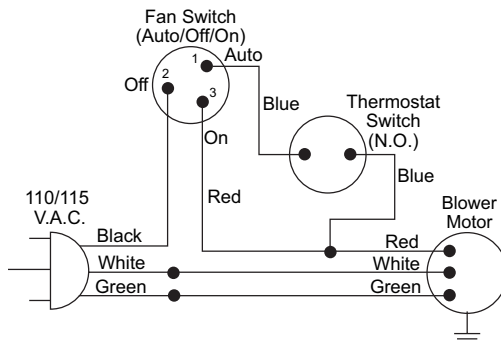 Fan Switch
(Auto/Off/On)
1
Auto
2
Off
3
On
Blue
Thermostat
Switch
(N.O.)
Blue
Red
110/115
V.A.C.
Blower
Motor
Black
Red
White
White
Green
Green